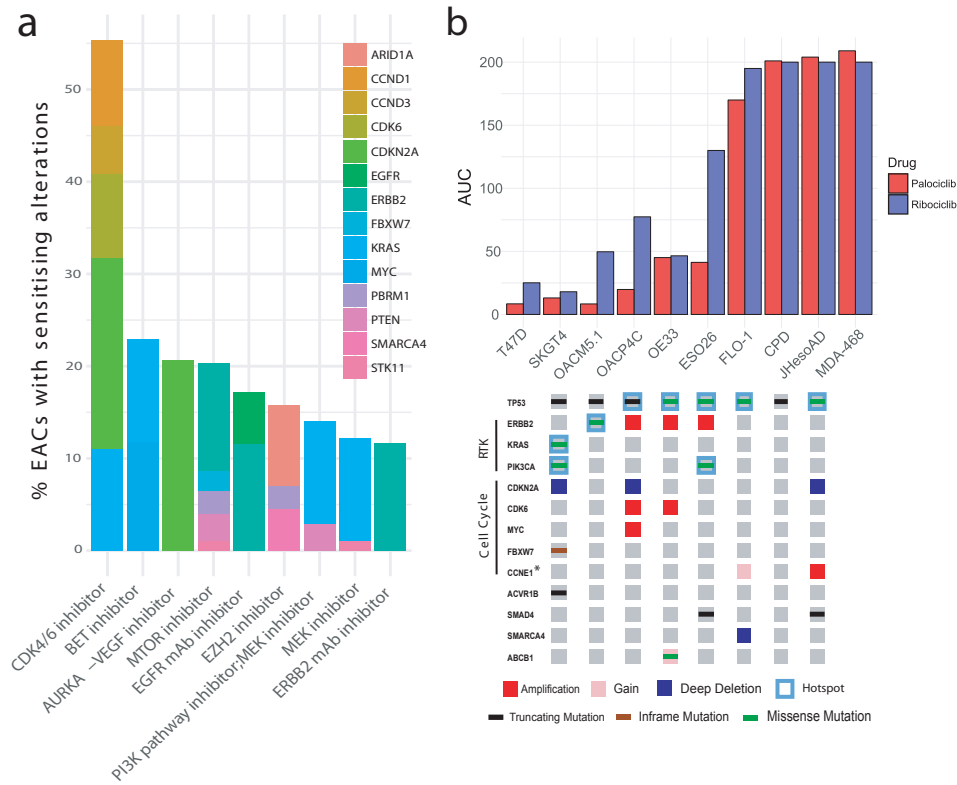 a
% EACs with sensitising alterations
50
40
30
20
10
0
ARID1A
CCND1
CCND3
CDK6
CDKN2A
EGFR
ERBB2
FBXW7
KRAS
MYC
PBRM1
PTEN
SMARCA4
STK11
CDK4/6 inhibitor
BET inhibitor
AURKA –VEGF inhibitor
MTOR inhibitor
EGFR mAb inhibitor
EZH2 inhibitor
PI3K pathway inhibitor;MEK inhibitor
MEK inhibitor
ERBB2 mAb inhibitor
b
AUC
200
150
100
50
0
Drug
Palociclib
Ribociclib
T47D
SKGT4
OACM5.1
OACP4C
OE33
ESO26
FLO-1
CPD
JHesoAD
MDA-468
TP53
RTK
ERBB2
KRAS
PIK3CA
Cell Cycle
CDKN2A
CDK6
MYC
FBXW7
CCNE1*
ACVR1B
SMAD4
SMARCA4
ABCB1
Amplification Gain Deep Deletion Hotspot
Truncating Mutation Inframe Mutation Missense Mutation